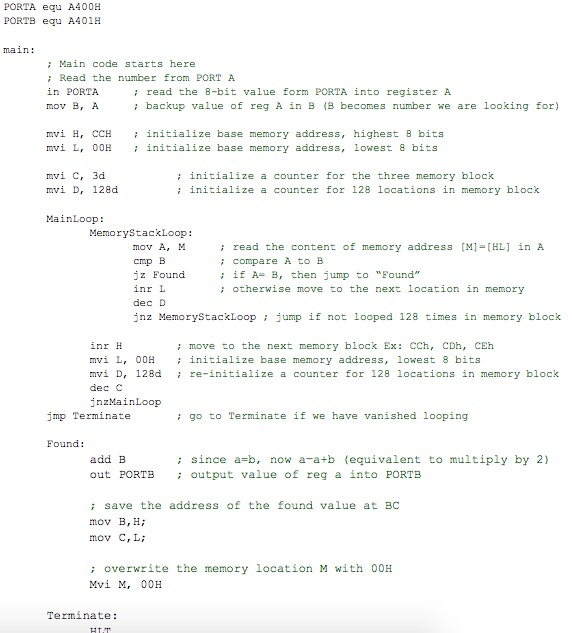 PORTA equ A400H
PORTB equ A401H
main:
; Main code starts here
; Read the number from PORT A
in PORTA ; read the 8-bit value form PORTA into register A
mov B, A ; backup value of reg A in B (B becomes number we are looking for)
mvi H, CCH ; initialize base memory address, highest 8 bits
mvi L, 00H ; initialize base memory address, lowest 8 bits
mvi C, 3d ; initialize a counter for the three memory block
mvi D, 128d ; initialize a counter for 128 locations in memory block
MainLoop:
MemoryStackLoop:
mov A, M ; read the content of memory address [M]=[HL] in A
cmp B ; compare A to B
jz Found ; if A= B, then jump to “Found”
inr L ; otherwise move to the next location in memory
dec D
jnz MemoryStackLoop ; jump if not looped 128 times in memory block
inr H ; move to the next memory block Ex: CCh, CDh, CEh
mvi L, 00H ; initialize base memory address, lowest 8 bits
mvi D, 128d ; re-initialize a counter for 128 locations in memory block
dec C
jnzMainLoop
jmp Terminate ; go to Terminate if we have vanished looping
Found:
add B ; since a=b, now a=a+b (equivalent to multiply by 2)
out PORTB ; output value of reg a into PORTB
; save the address of the found value at BC
mov B,H;
mov C,L;
; overwrite the memory location M with 00H
Mvi M, 00H
Terminate:
HLT